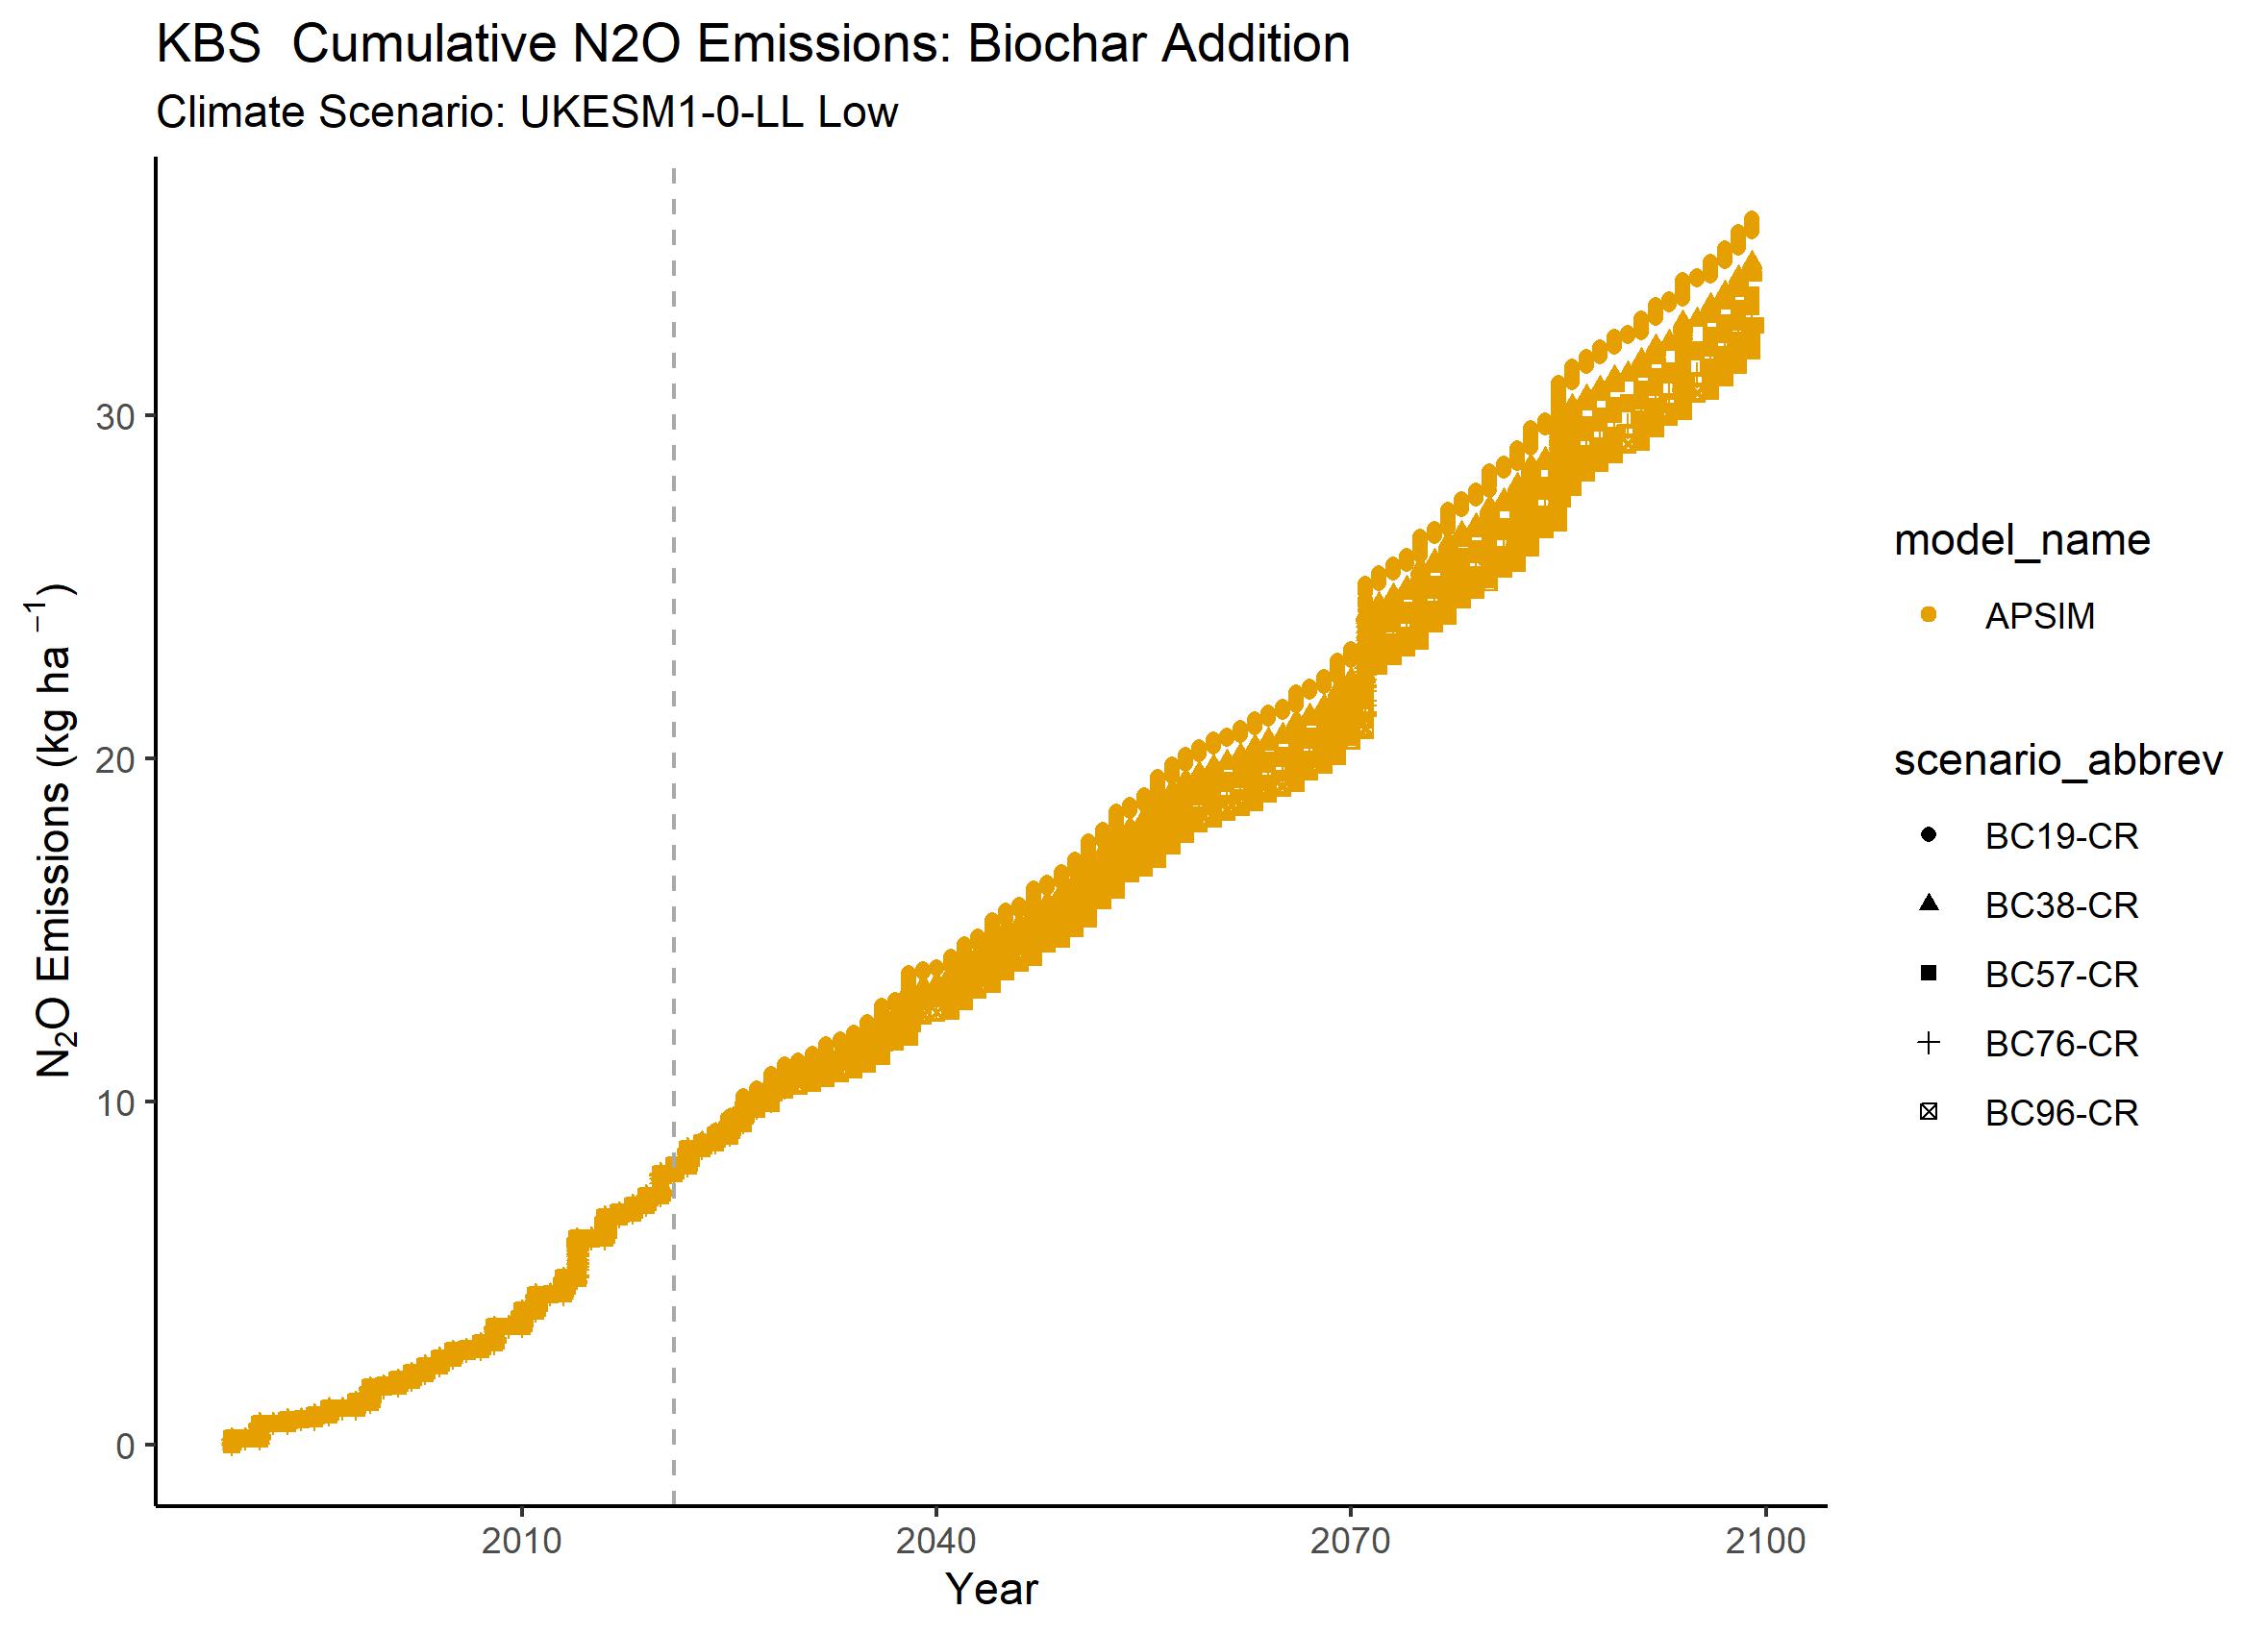 KBS  Cumulative N2O Emissions: Biochar Addition
Climate Scenario: UKESM1-0-LL Low
N₂O Emissions (kg ha ⁻¹)
30
20
10
0
2010 2040 2070 2100
Year
model_name
APSIM
scenario_abbrev
BC19-CR
BC38-CR
BC57-CR
BC76-CR
BC96-CR